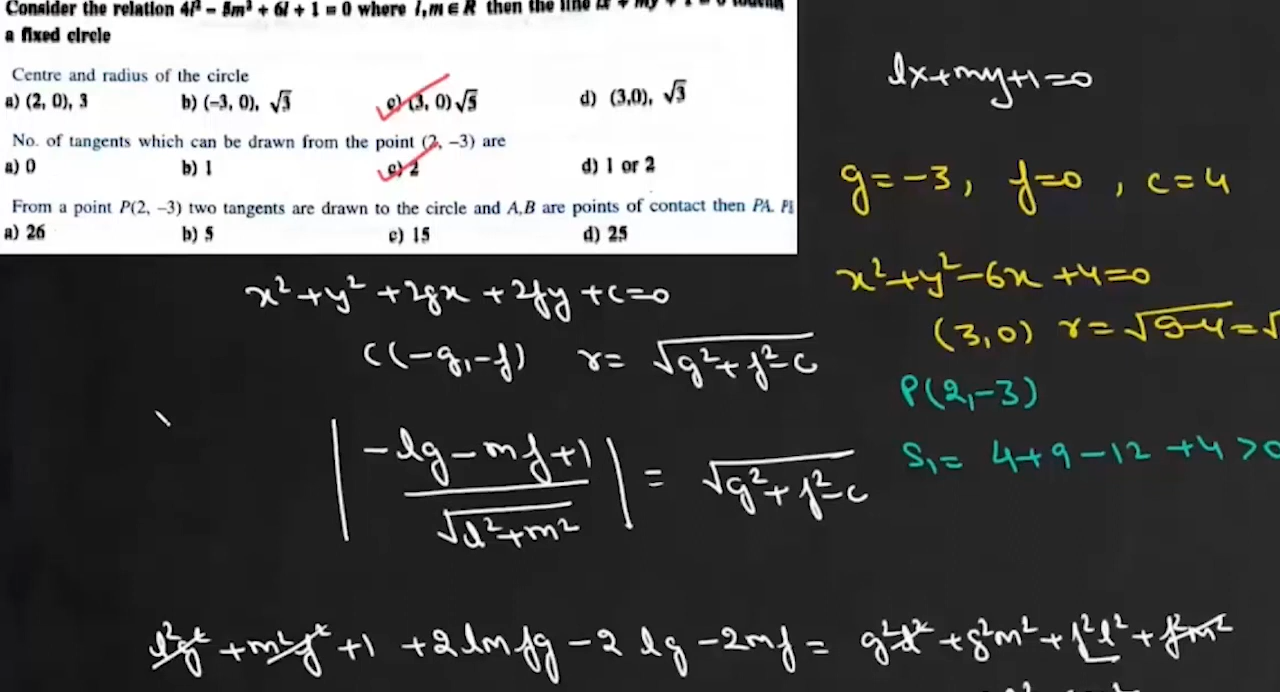 Consider the relation 4l² - 5m² + 6l + 1 = 0 where l,m ∈ R then the line lx + my + 1 = 0 touches
a fixed circle
Centre and radius of the circle
a) (2, 0), 3 b) (-3, 0), √3 c) (3, 0) √5 d) (3,0), √3
No. of tangents which can be drawn from the point (2, -3) are
a) 0 b) 1 c) 2 d) 1 or 2
From a point P(2, -3) two tangents are drawn to the circle and A,B are points of contact then PA.
a) 26 b) 5 c) 15 d) 25
lx+my+1=0
g=-3, f=0, c=4
x²+y²+2gx+2fy+c=0
x²+y²-6x+4=0
C(-g,-f) r=√g²+f²-c
(3,0) r=√9-4=√
P(2,-3)
|-lg-mf+1/√l²+m²| = √g²+f²-c
S₁= 4+9-12+4>0
l²g²+m²f²+1+2lmfg-2lg-2mf= g²l²+g²m²+f²l²+f²m²